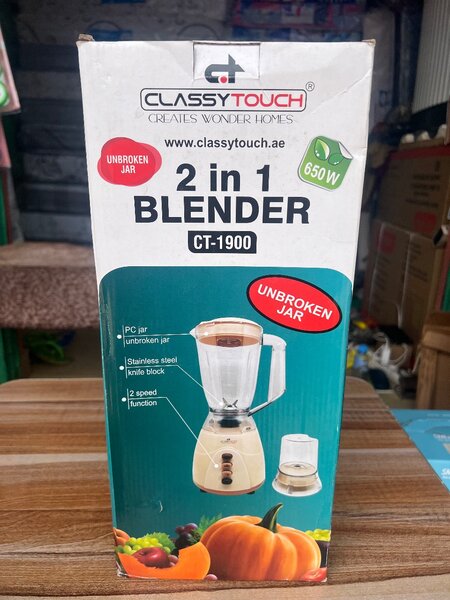 CT
CLASSYTOUCH®
CREATES WONDER HOMES
www.classytouch.ae
UNBROKEN
JAR
650W
2 in 1
BLENDER
CT-1900
UNBROKEN
JAR
PC jar
unbroken jar
Stainless steel
knife block
2 speed
function